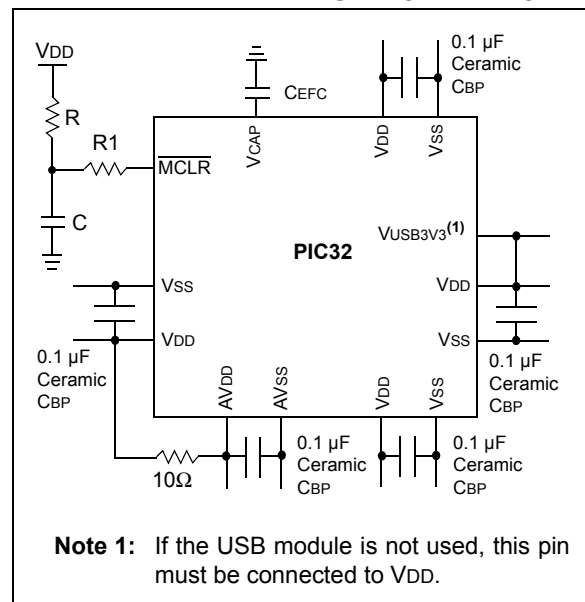 VDD
R
R1
C
CEFC
VCAP
MCLR
VDD
VSS
0.1 µF
Ceramic
CBP
VUSB3V3(1)
PIC32
VSS
VDD
VDD
VSS
0.1 µF
Ceramic
CBP
0.1 µF
Ceramic
CBP
AVDD
AVSS
VDD
VSS
10Ω
0.1 µF
Ceramic
CBP
0.1 µF
Ceramic
CBP
Note 1: If the USB module is not used, this pin
must be connected to VDD.